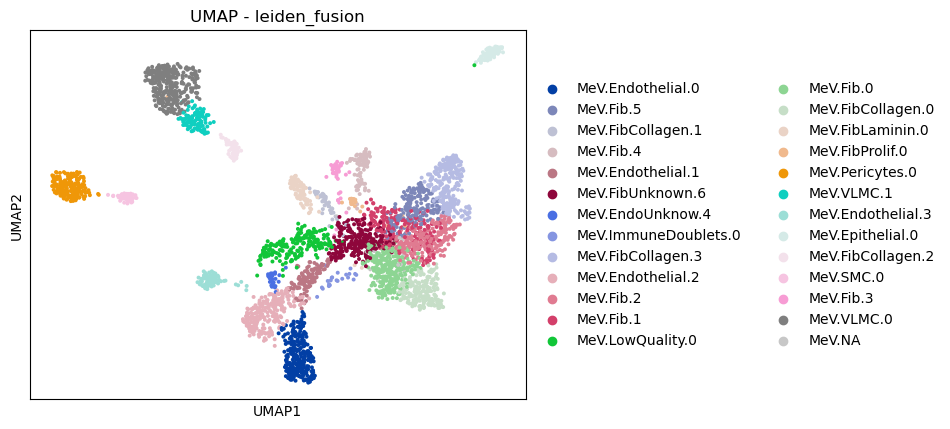 UMAP - leiden_fusion
UMAP2
UMAP1
MeV.Endothelial.0
MeV.Fib.5
MeV.FibCollagen.1
MeV.Fib.4
MeV.Endothelial.1
MeV.FibUnknown.6
MeV.EndoUnknow.4
MeV.ImmuneDoublets.0
MeV.FibCollagen.3
MeV.Endothelial.2
MeV.Fib.2
MeV.Fib.1
MeV.LowQuality.0
MeV.Fib.0
MeV.FibCollagen.0
MeV.FibLaminin.0
MeV.FibProlif.0
MeV.Pericytes.0
MeV.VLMC.1
MeV.Endothelial.3
MeV.Epithelial.0
MeV.FibCollagen.2
MeV.SMC.0
MeV.Fib.3
MeV.VLMC.0
MeV.NA